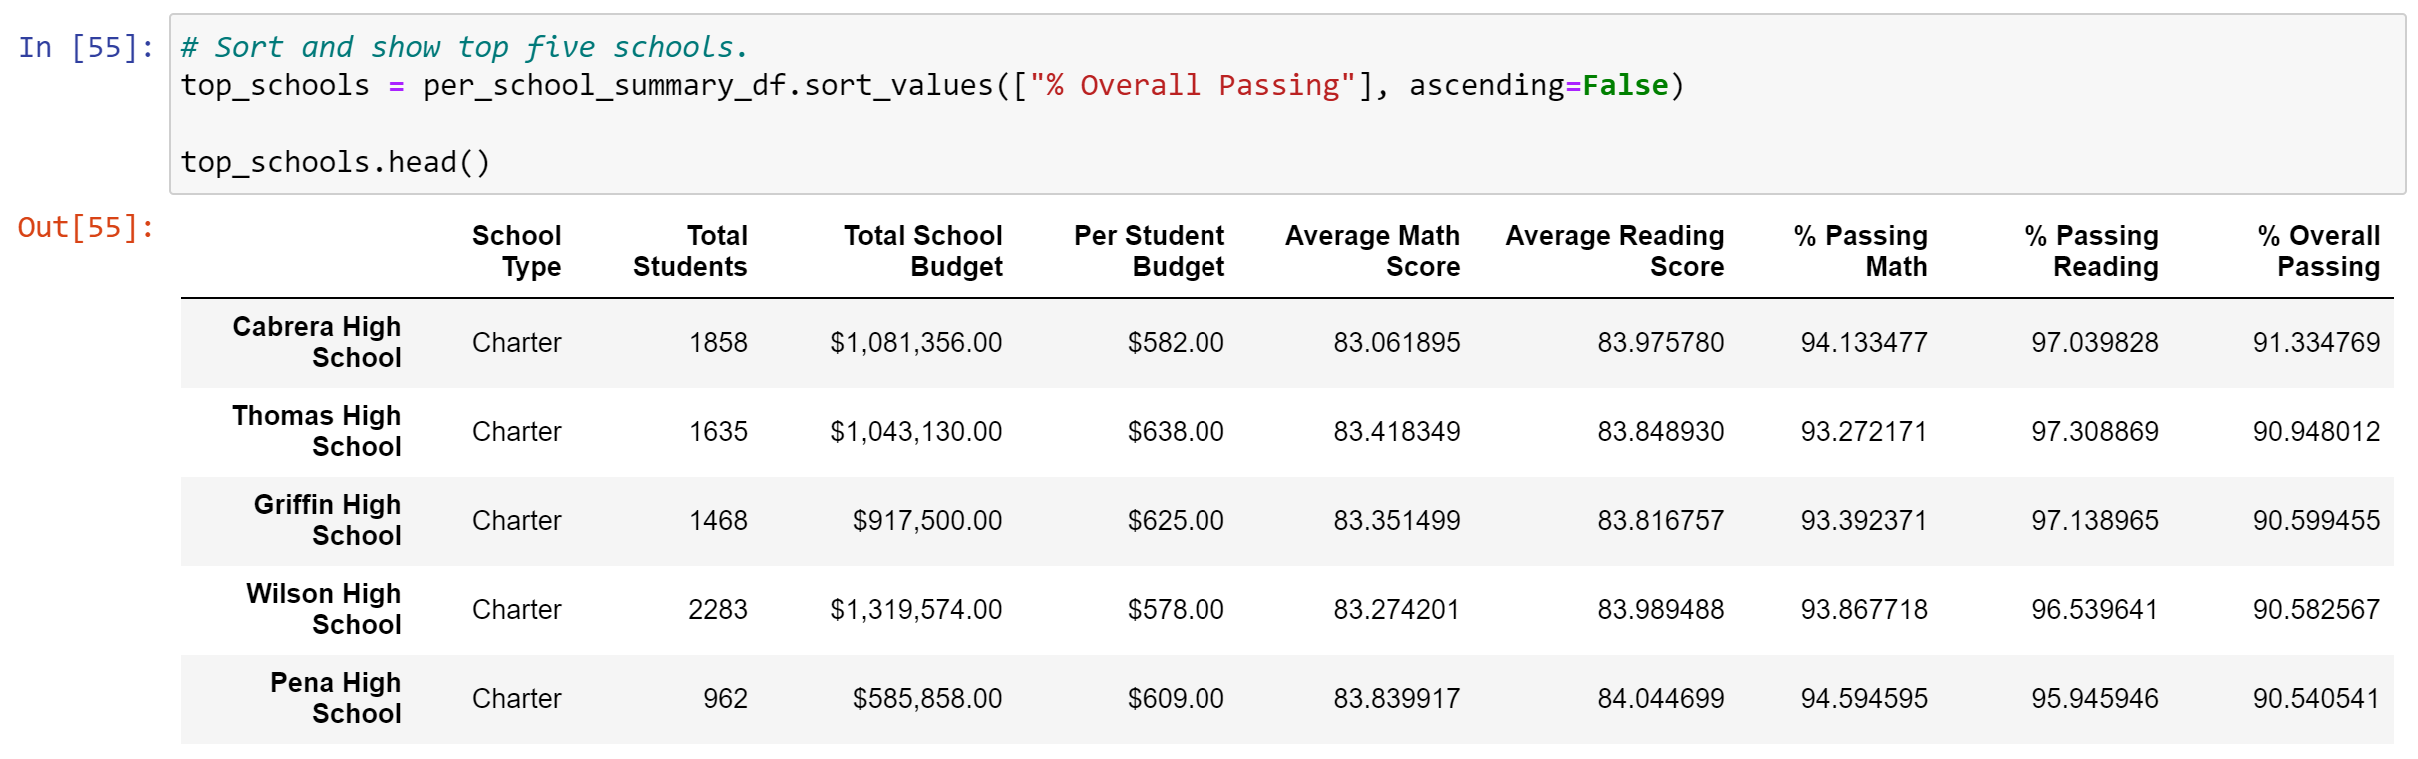 In [55]:
# Sort and show top five schools.
top_schools = per_school_summary_df.sort_values(["% Overall Passing"], ascending=False)
top_schools.head()
Out[55]:
School Type Total Students Total School Budget Per Student Budget Average Math Score Average Reading Score % Passing Math % Passing Reading % Overall Passing
Cabrera High School Charter 1858 $1,081,356.00 $582.00 83.061895 83.975780 94.133477 97.039828 91.334769
Thomas High School Charter 1635 $1,043,130.00 $638.00 83.418349 83.848930 93.272171 97.308869 90.948012
Griffin High School Charter 1468 $917,500.00 $625.00 83.351499 83.816757 93.392371 97.138965 90.599455
Wilson High School Charter 2283 $1,319,574.00 $578.00 83.274201 83.989488 93.867718 96.539641 90.582567
Pena High School Charter 962 $585,858.00 $609.00 83.839917 84.044699 94.594595 95.945946 90.540541